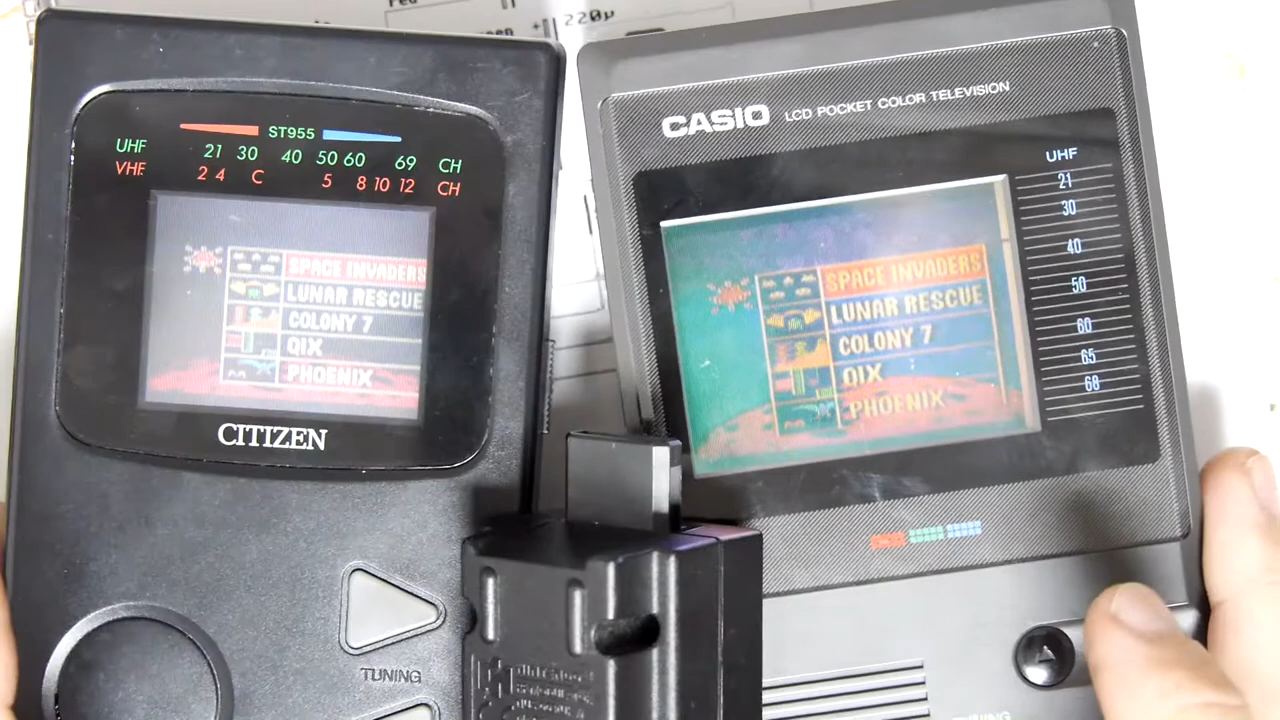 220µ
ST955
UHF 21 30 40 50 60 69 CH
VHF 2 4 C 5 8 10 12 CH
SPACE INVADERS
LUNAR RESCUE
COLONY 7
QIX
PHOENIX
CITIZEN
TUNING
CASIO LCD POCKET COLOR TELEVISION
UHF
21
30
40
50
60
65
68
SPACE INVADERS
LUNAR RESCUE
COLONY 7
QIX
PHOENIX
TUNING